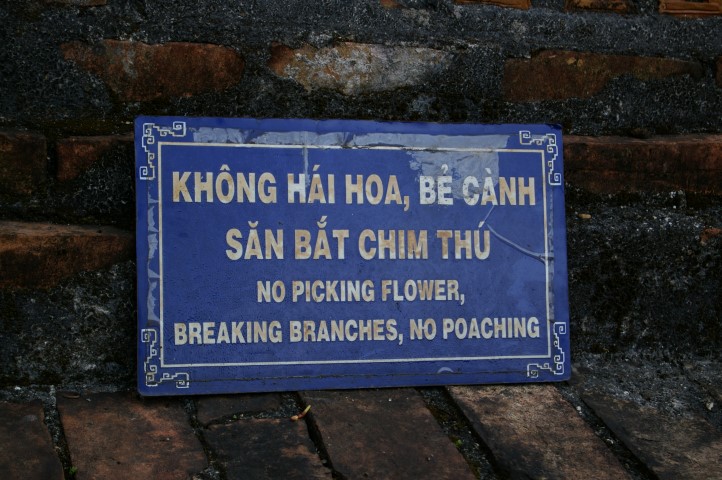 KHÔNG HÁI HOA, BẺ CÀNH
SĂN BẮT CHIM THÚ
NO PICKING FLOWER,
BREAKING BRANCHES, NO POACHING